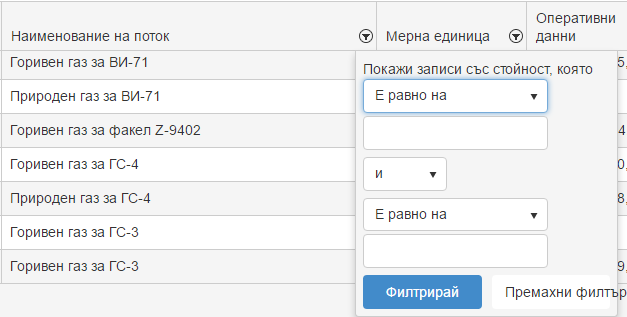 Наименование на поток
Мерна единица
Оперативни
данни
Горивен газ за ВИ-71
Природен газ за ВИ-71
Горивен газ за факел Z-9402
Горивен газ за ГС-4
Природен газ за ГС-4
Горивен газ за ГС-3
Горивен газ за ГС-3
Покажи записи със стойност, която
Е равно на
и
Е равно на
Филтрирай
Премахни филтър
5,
4
0,
8,
9,